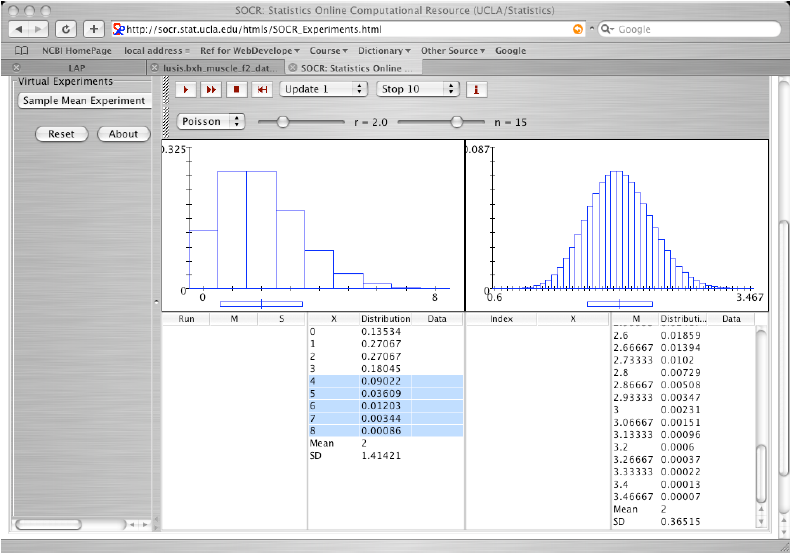 SOCR: Statistics Online Computational Resource (UCLA/Statistics)
http://socr.stat.ucla.edu/htmls/SOCR_Experiments.html
Google
NCBI HomePage local address = Ref for WebDevelope Course Dictionary Other Source Google
LAP lusis.bxh_muscle_f2_dat... SOCR: Statistics Online ...
Virtual Experiments
Sample Mean Experiment
Reset About
Update 1 Stop 10
Poisson r = 2.0 n = 15
0.325
0
0 8
0.087
0
0.6 3.467
Run M S X Distribution Data
0 0.13534
1 0.27067
2 0.27067
3 0.18045
4 0.09022
5 0.03609
6 0.01203
7 0.00344
8 0.00086
Mean 2
SD 1.41421
Index X M Distributi... Data
2.6 0.01859
2.66667 0.01394
2.73333 0.0102
2.8 0.00729
2.86667 0.00508
2.93333 0.00347
3 0.00231
3.06667 0.00151
3.13333 0.00096
3.2 0.0006
3.26667 0.00037
3.33333 0.00022
3.4 0.00013
3.46667 0.00007
Mean 2
SD 0.36515